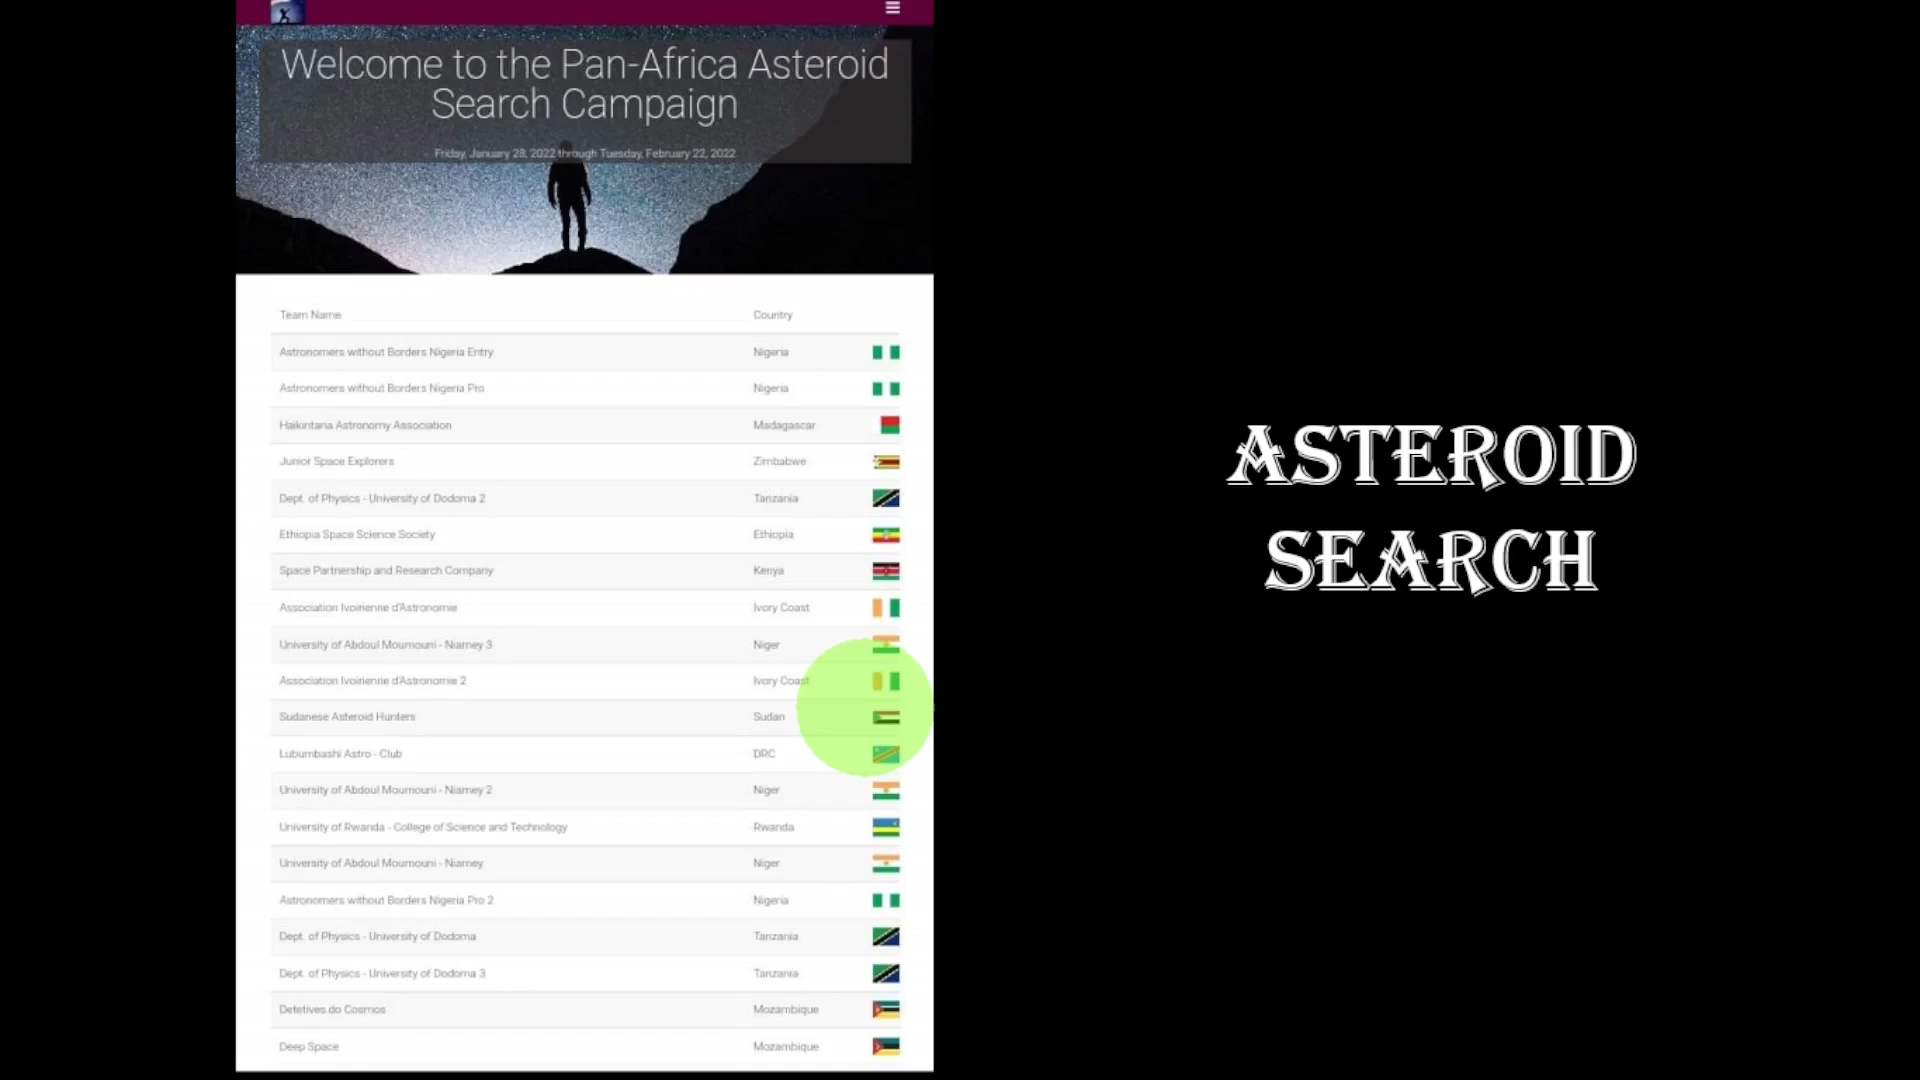 Welcome to the Pan-Africa Asteroid
Search Campaign
Friday, January 28, 2022 through Tuesday, February 22, 2022
Team Name Country
Astronomers without Borders Nigeria Entry Nigeria
Astronomers without Borders Nigeria Pro Nigeria
Haikintana Astronomy Association Madagascar
Junior Space Explorers Zimbabwe
Dept. of Physics - University of Dodoma 2 Tanzania
Ethiopia Space Science Society Ethiopia
Space Partnership and Research Company Kenya
Association Ivoirienne d'Astronomie Ivory Coast
University of Abdoul Moumouni - Niamey 3 Niger
Association Ivoirienne d'Astronomie 2 Ivory Coast
Sudanese Asteroid Hunters Sudan
Lubumbashi Astro - Club DRC
University of Abdoul Moumouni - Niamey 2 Niger
University of Rwanda - College of Science and Technology Rwanda
University of Abdoul Moumouni - Niamey Niger
Astronomers without Borders Nigeria Pro 2 Nigeria
Dept. of Physics - University of Dodoma Tanzania
Dept. of Physics - University of Dodoma 3 Tanzania
Detetives do Cosmos Mozambique
Deep Space Mozambique
ASTEROID
SEARCH